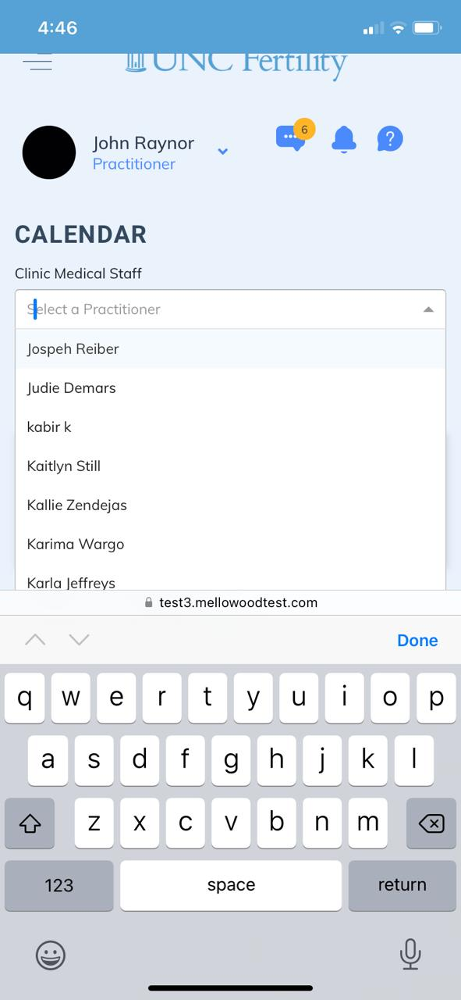 4:46
UNC Fertility
6
John Raynor
Practitioner
CALENDAR
Clinic Medical Staff
Select a Practitioner
Jospeh Reiber
Judie Demars
kabir k
Kaitlyn Still
Kallie Zendejas
Karima Wargo
Karla Jeffreys
test3.mellowoodtest.com
Done
q w e r t y u i o p
a s d f g h j k l
z x c v b n m
123 space return